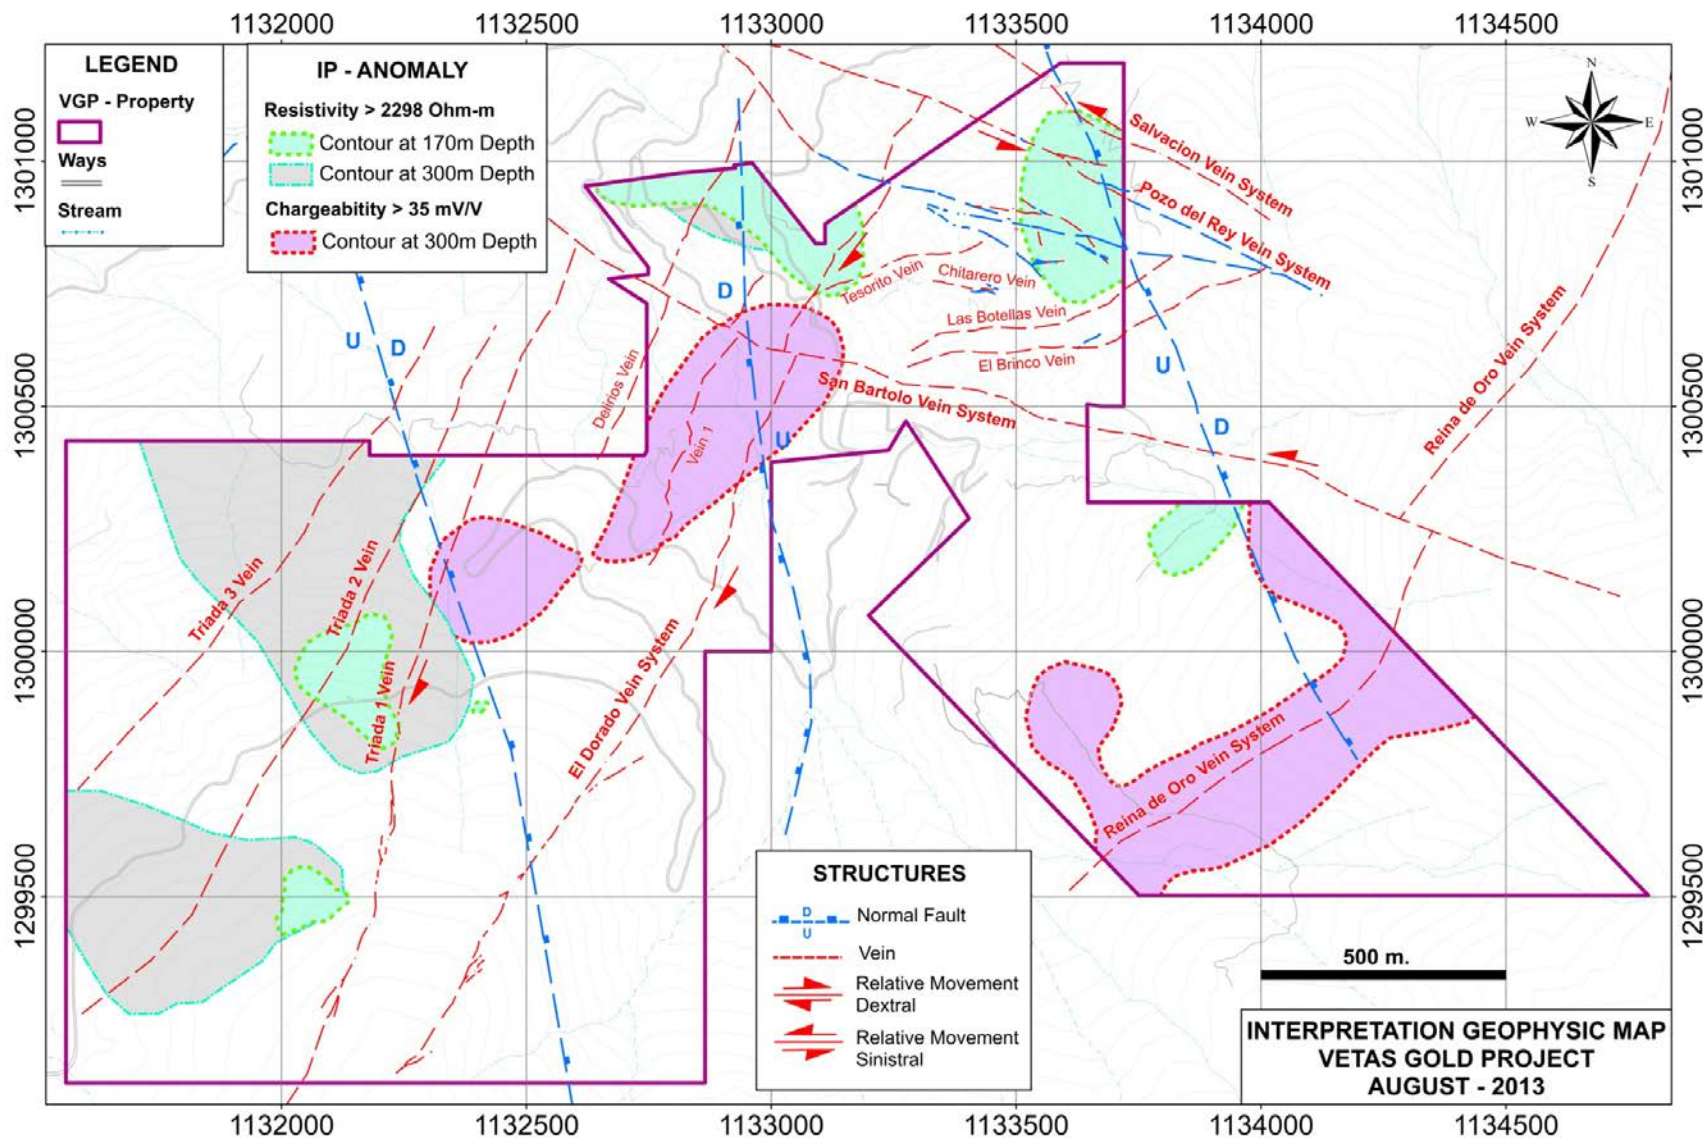 1132000 1132500 1133000 1133500 1134000 1134500
LEGEND
VGP - Property
Ways
Stream
IP - ANOMALY
Resistivity > 2298 Ohm-m
Contour at 170m Depth
Contour at 300m Depth
Chargeabitity > 35 mV/V
Contour at 300m Depth
N
W E
S
1301000 1301000
Salvacion Vein System
Pozo del Rey Vein System
Tesorito Vein
Chitarero Vein
Las Botellas Vein
El Brinco Vein
San Bartolo Vein System
Reina de Oro Vein System
D
U
U D
U
D
U
Delirios Vein
Vein 1
1300500 1300500
Triada 3 Vein
Triada 2 Vein
Triada 1 Vein
El Dorado Vein System
Reina de Oro Vein System
1300000 1300000
1299500 1299500
STRUCTURES
D
U
Normal Fault
Vein
Relative Movement
Dextral
Relative Movement
Sinistral
500 m.
INTERPRETATION GEOPHYSIC MAP
VETAS GOLD PROJECT
AUGUST - 2013
1132000 1132500 1133000 1133500 1134000 1134500